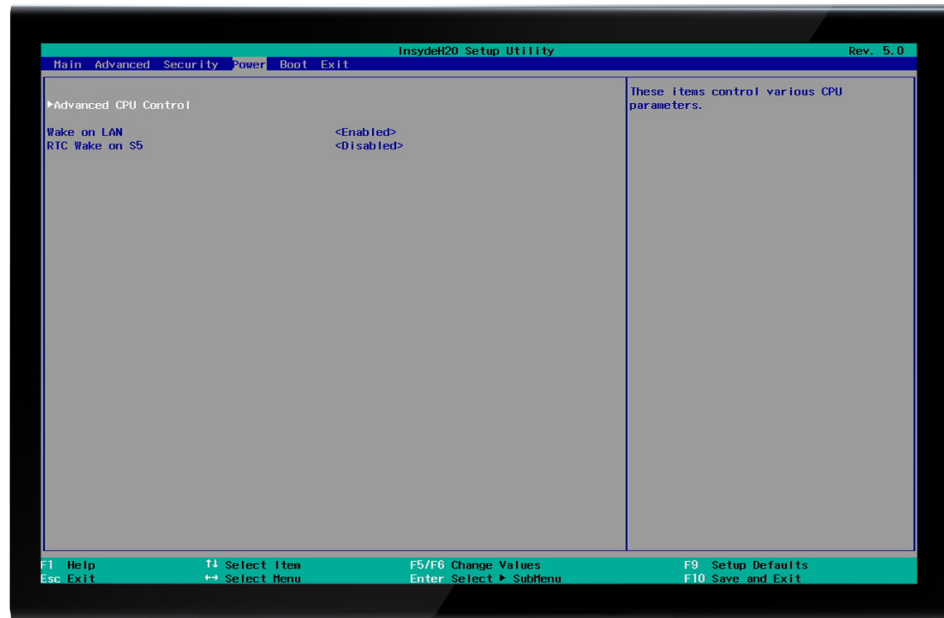 InsydeH20 Setup Utility Rev. 5.0
Main Advanced Security Power Boot Exit
▶Advanced CPU Control
Wake on LAN <Enabled>
RTC Wake on S5 <Disabled>
These items control various CPU
parameters.
F1 Help ↑↓ Select Item F5/F6 Change Values F9 Setup Defaults
Esc Exit ↔ Select Menu Enter Select ▶ SubMenu F10 Save and Exit